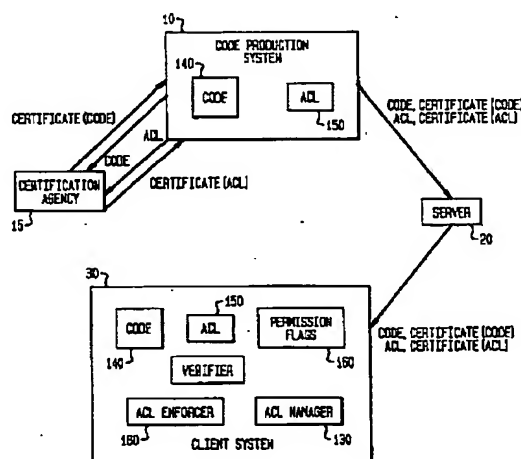 10
CODE PRODUCTION
SYSTEM
140
CODE
ACL
150
CERTIFICATE(CODE)
CODE
ACL
CERTIFICATE(ACL)
CERTIFICATION
AGENCY
15
CODE, CERTIFICATE(CODE)
ACL, CERTIFICATE(ACL)
SERVER
20
30
CODE
140
150
ACL
PERMISSION
FLAGS
160
VERIFIER
CODE, CERTIFICATE(CODE)
ACL, CERTIFICATE(ACL)
ACL ENFORCER
160
ACL MANAGER
130
CLIENT SYSTEM